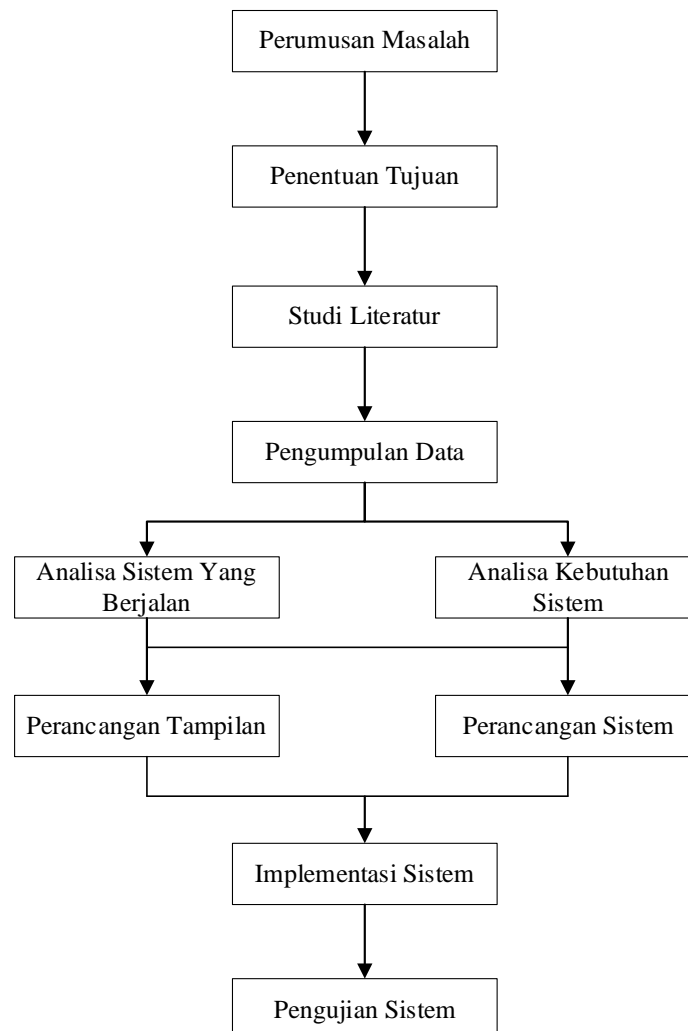 Perumusan Masalah
Penentuan Tujuan
Studi Literatur
Pengumpulan Data
Analisa Sistem Yang
Berjalan
Analisa Kebutuhan
Sistem
Perancangan Tampilan
Perancangan Sistem
Implementasi Sistem
Pengujian Sistem